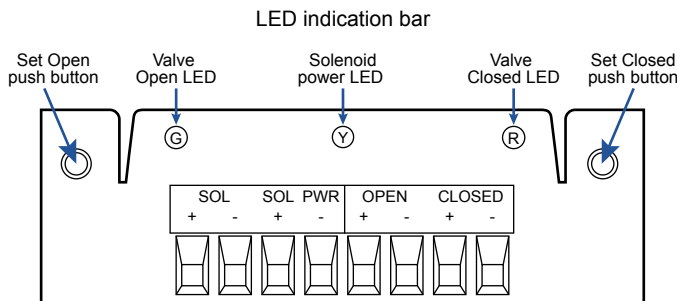 LED indication bar
Set Open
push button
Valve
Open LED
Solenoid
power LED
Valve
Closed LED
Set Closed
push button
G
Y
R
SOL SOL PWR OPEN CLOSED
+ - + - + - + -